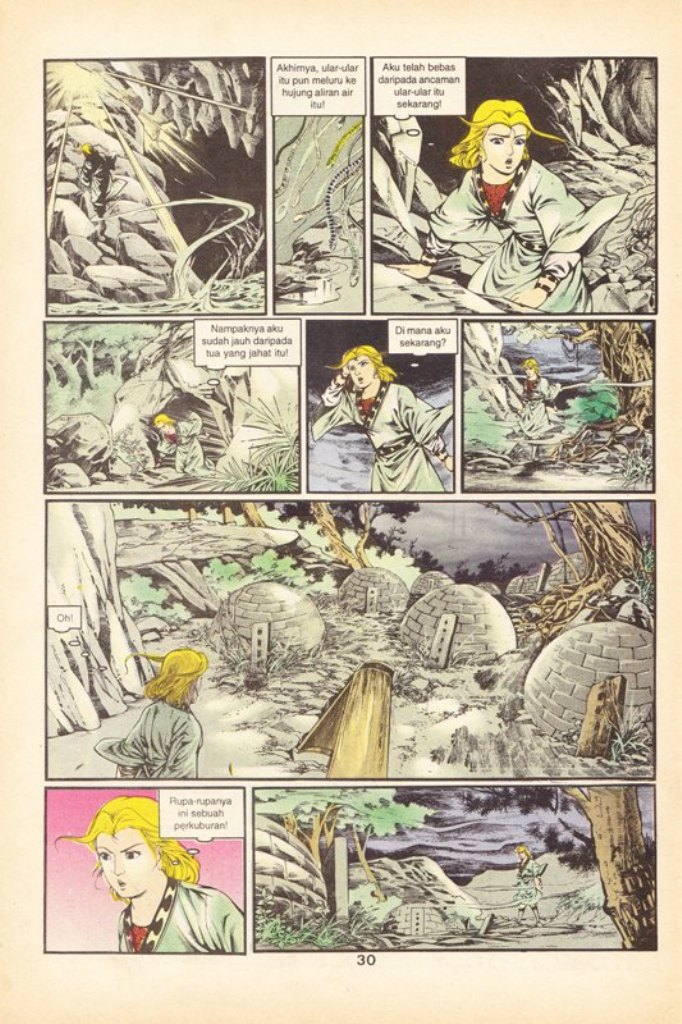 Akhirnya, ular-ular
itu pun meluru ke
hujung aliran air
itu!
Aku telah bebas
daripada ancaman
ular-ular itu
sekarang!
Nampaknya aku
sudah jauh daripada
tua yang jahat itu!
Di mana aku
sekarang?
Oh!
Rupa-rupanya
ini sebuah
perkuburan!
30